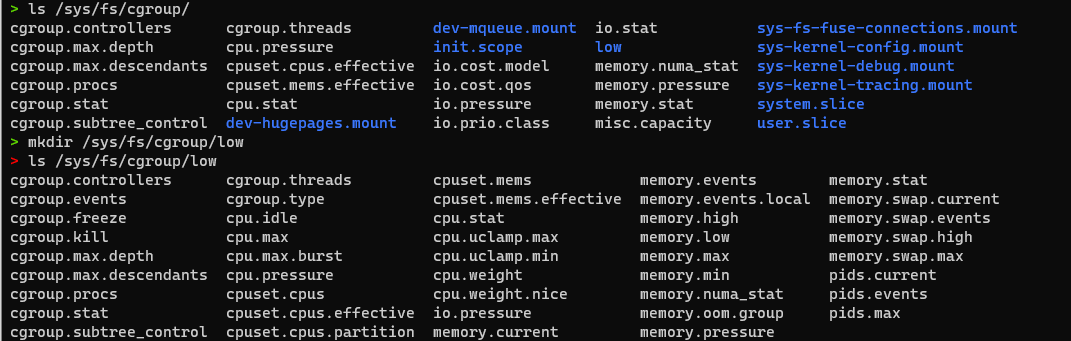 > ls /sys/fs/cgroup/
cgroup.controllers cgroup.threads dev-mqueue.mount io.stat sys-fs-fuse-connections.mount
cgroup.max.depth cpu.pressure init.scope low sys-kernel-config.mount
cgroup.max.descendants cpuset.cpus.effective io.cost.model memory.numa_stat sys-kernel-debug.mount
cgroup.procs cpuset.mems.effective io.cost.qos memory.pressure sys-kernel-tracing.mount
cgroup.stat cpu.stat io.pressure memory.stat system.slice
cgroup.subtree_control dev-hugepages.mount io.prio.class misc.capacity user.slice
> mkdir /sys/fs/cgroup/low
> ls /sys/fs/cgroup/low
cgroup.controllers cgroup.threads cpuset.mems memory.events memory.stat
cgroup.events cgroup.type cpuset.mems.effective memory.events.local memory.swap.current
cgroup.freeze cpu.idle cpu.stat memory.high memory.swap.events
cgroup.kill cpu.max cpu.uclamp.max memory.low memory.swap.high
cgroup.max.depth cpu.max.burst cpu.uclamp.min memory.max memory.swap.max
cgroup.max.descendants cpu.pressure cpu.weight memory.min pids.current
cgroup.procs cpuset.cpus cpu.weight.nice memory.numa_stat pids.events
cgroup.stat cpuset.cpus.effective io.pressure memory.oom.group pids.max
cgroup.subtree_control cpuset.cpus.partition memory.current memory.pressure